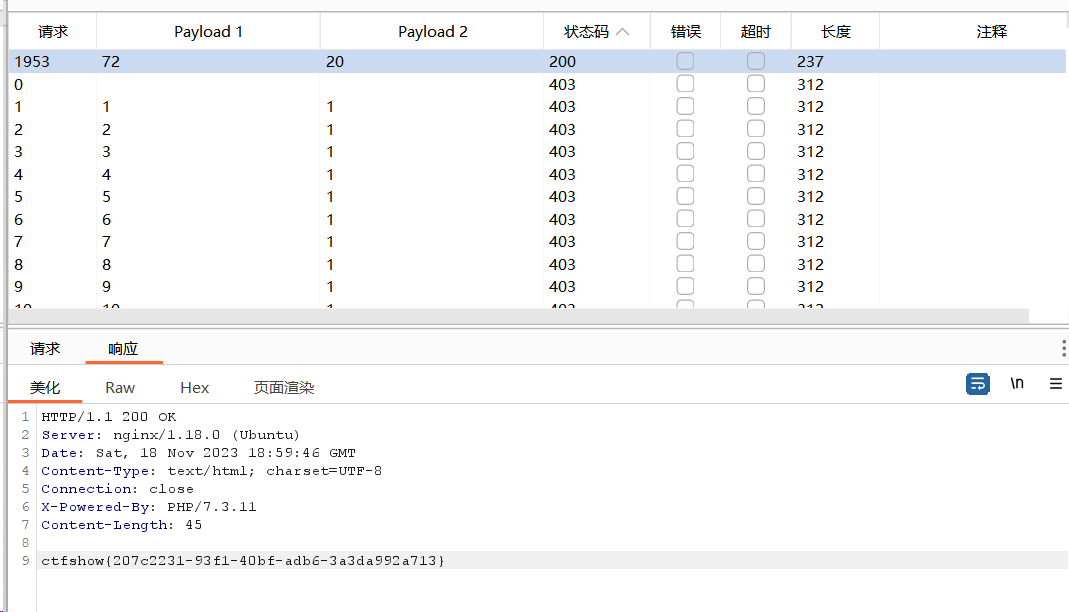 请求 Payload 1 Payload 2 状态码 错误 超时 长度 注释
1953 72 20 200 237
0 403 312
1 1 1 403 312
2 2 1 403 312
3 3 1 403 312
4 4 1 403 312
5 5 1 403 312
6 6 1 403 312
7 7 1 403 312
8 8 1 403 312
9 9 1 403 312
10 10 1 403 312
请求 响应
美化 Raw Hex 页面渲染 \n
1 HTTP/1.1 200 OK
2 Server: nginx/1.18.0 (Ubuntu)
3 Date: Sat, 18 Nov 2023 18:59:46 GMT
4 Content-Type: text/html; charset=UTF-8
5 Connection: close
6 X-Powered-By: PHP/7.3.11
7 Content-Length: 45
8
9 ctfshow{207c2231-93f1-40bf-adb6-3a3da992a713}